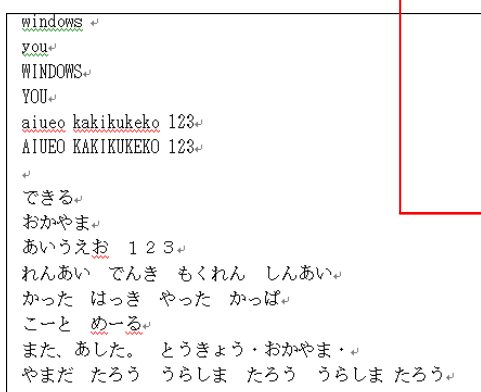 windows
you
WINDOWS
YOU
aiueo kakikukeko 123
AIUEO KAKIKUKEKO 123
できる
おかやま
あいうえお　１２３
れんあい　でんき　もくれん　しんあい
かった　はっき　やった　かっぱ
こーと　めーる
また、あした。　とうきょう・おかやま・
やまだ　たろう　うらしま　たろう　うらしま たろう